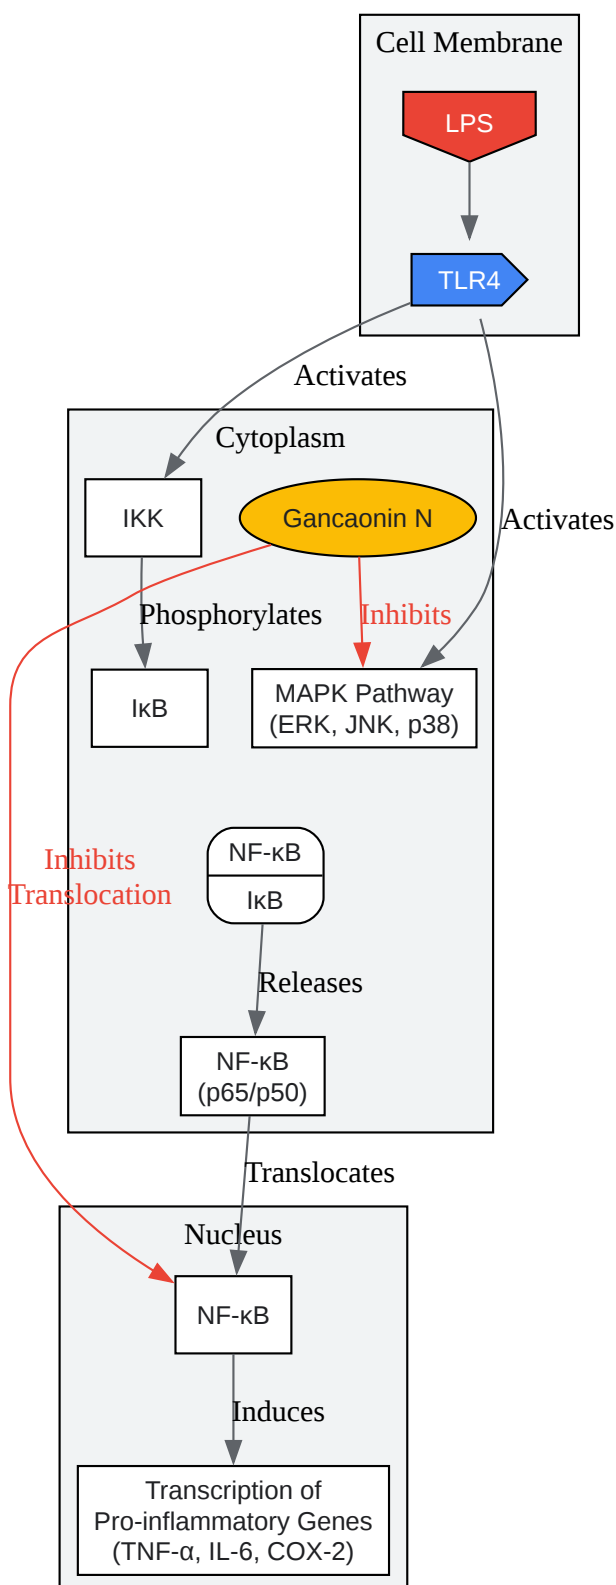 Cell Membrane
LPS
TLR4
Activates
Cytoplasm
IKK
Gancaonin N
Activates
Phosphorylates
Inhibits
IκB
MAPK Pathway
(ERK, JNK, p38)
NF-κB
IκB
Inhibits
Translocation
Releases
NF-κB
(p65/p50)
Translocates
Nucleus
NF-κB
Induces
Transcription of
Pro-inflammatory Genes
(TNF-α, IL-6, COX-2)